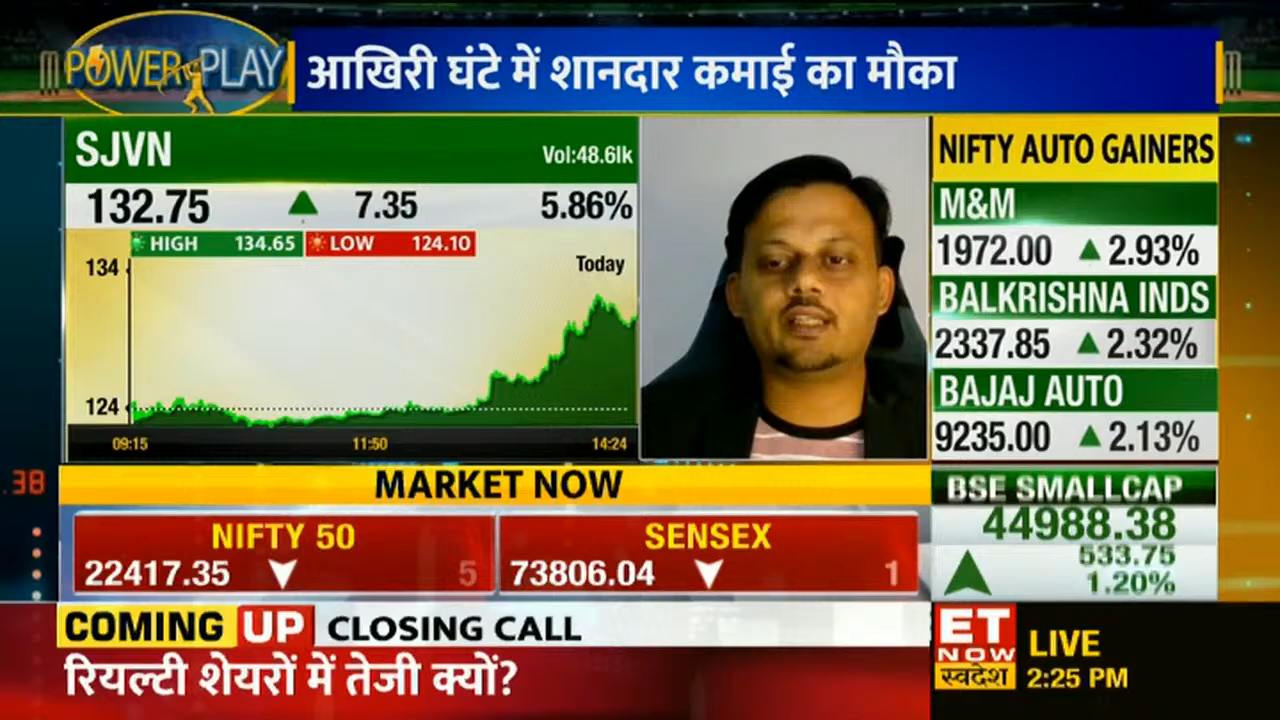 POWER PLAY
आखिरी घंटे में शानदार कमाई का मौका
SJVN
Vol:48.6lk
132.75 ▲ 7.35 5.86%
HIGH 134.65 LOW 124.10
Today
134
124
09:15 11:50 14:24
NIFTY AUTO GAINERS
M&M
1972.00 ▲ 2.93%
BALKRISHNA INDS
2337.85 ▲ 2.32%
BAJAJ AUTO
9235.00 ▲ 2.13%
BSE SMALLCAP
44988.38
533.75
1.20%
.38
MARKET NOW
NIFTY 50
22417.35 5
SENSEX
73806.04 1
COMING UP CLOSING CALL
रियल्टी शेयरों में तेजी क्यों?
ET NOW स्वदेश
LIVE
2:25 PM